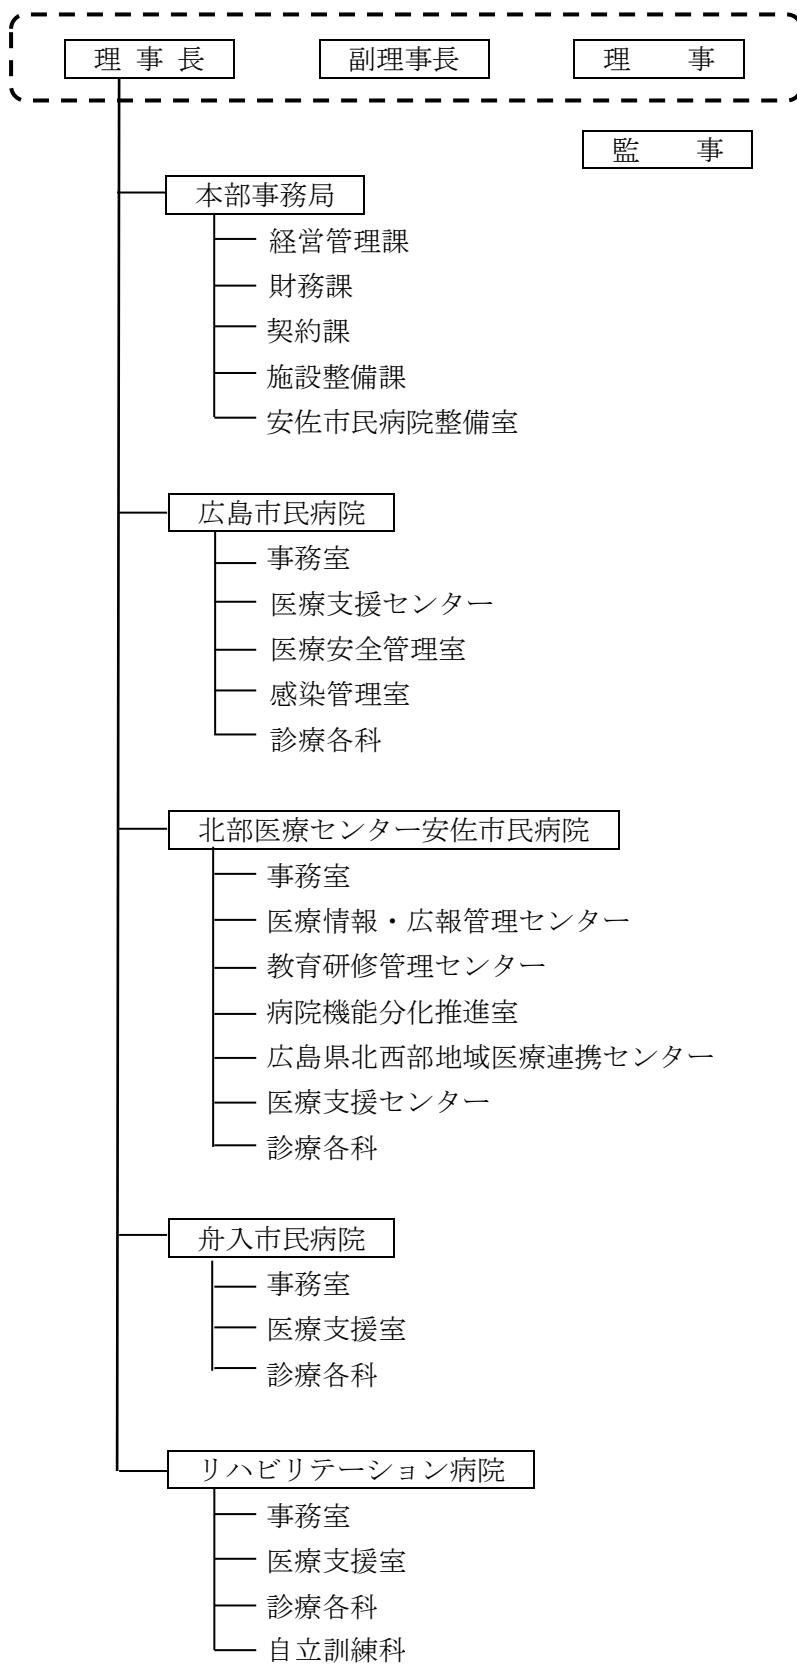 理 事 長
副理事長
理　　事
監　　事
本部事務局
経営管理課
財務課
契約課
施設整備課
安佐市民病院整備室
広島市民病院
事務室
医療支援センター
医療安全管理室
感染管理室
診療各科
北部医療センター安佐市民病院
事務室
医療情報・広報管理センター
教育研修管理センター
病院機能分化推進室
広島県北西部地域医療連携センター
医療支援センター
診療各科
舟入市民病院
事務室
医療支援室
診療各科
リハビリテーション病院
事務室
医療支援室
診療各科
自立訓練科